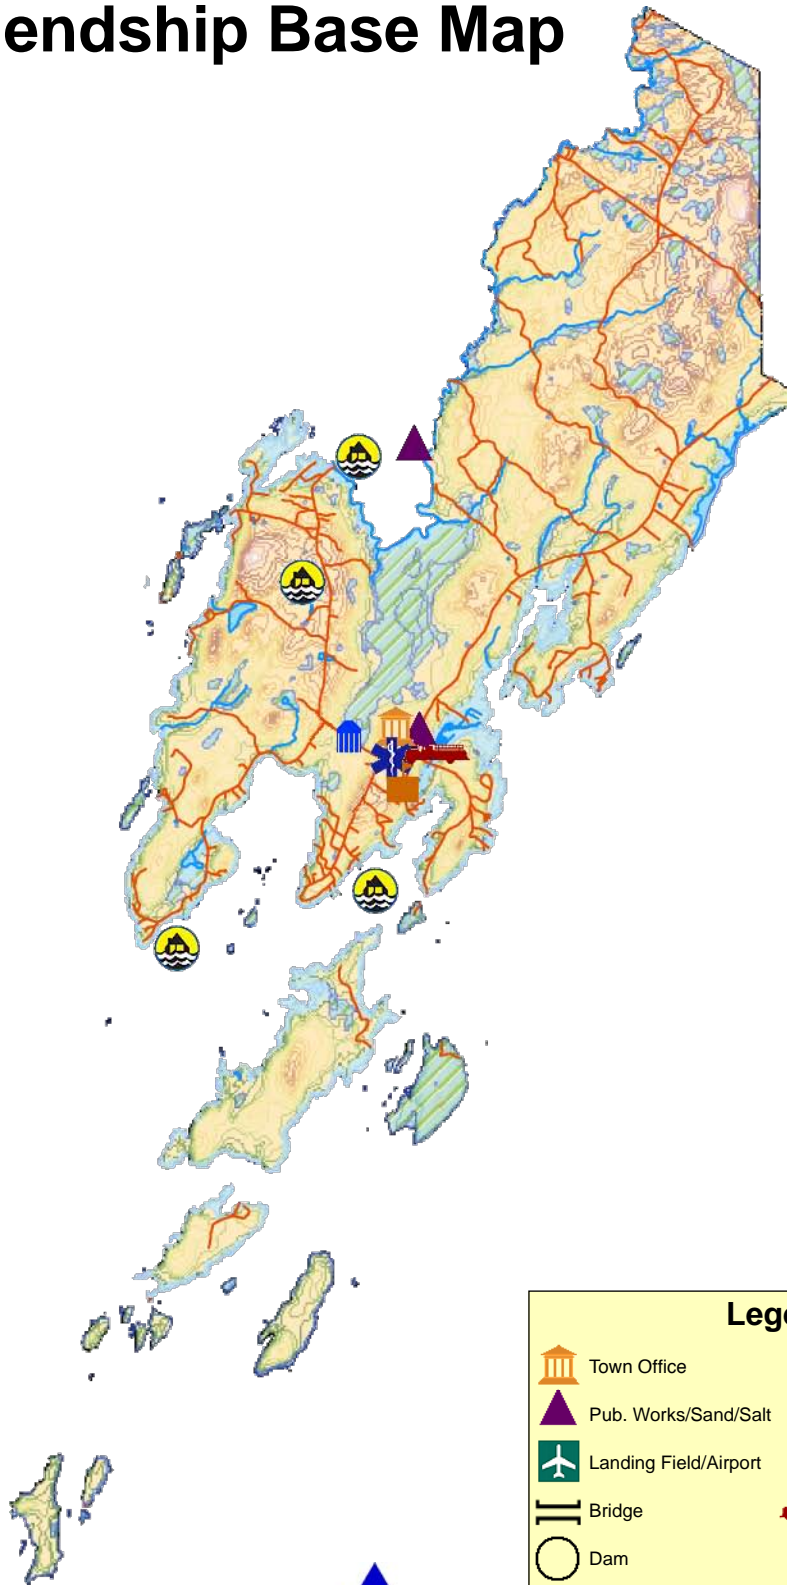 endship Base Map
Lege
Town Office
Pub. Works/Sand/Salt
Landing Field/Airport
Bridge
Dam